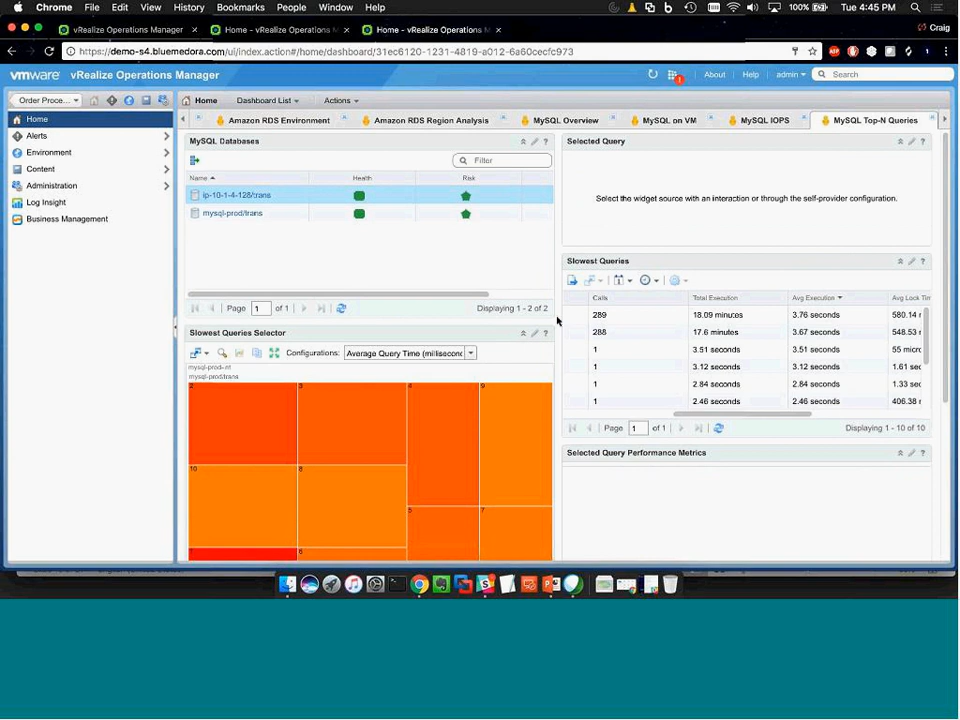 Chrome File Edit View History Bookmarks People Window Help 100% Tue 4:45 PM
vRealize Operations Manager × Home - vRealize Operations M × Home - vRealize Operations M × Craig
https://demo-s4.bluemedora.com/ui/index.action#/home/dashboard/31ec6120-1231-4819-a012-6a60cecfc973
vmware vRealize Operations Manager About Help admin Search
Order Proce... Home Dashboard List Actions
Home
Alerts
Environment
Content
Administration
Log Insight
Business Management
Amazon RDS Environment Amazon RDS Region Analysis MySQL Overview MySQL on VM MySQL IOPS MySQL Top-N Queries
MySQL Databases
Filter
Name Health Risk
ip-10-1-4-128/trans
mysql-prod/trans
Page 1 of 1 Displaying 1 - 2 of 2
Slowest Queries Selector
Configurations: Average Query Time (millisecond
mysql-prod-nt
mysql-prod/trans
2 3 4 9
10 8
5 7
1 6
Selected Query
Select the widget source with an interaction or through the self-provider configuration.
Slowest Queries
Calls Total Execution Avg Execution Avg Lock Tim
289 18.09 minutes 3.76 seconds 580.14 r
288 17.6 minutes 3.67 seconds 548.53 r
1 3.51 seconds 3.51 seconds 55 micro
1 3.12 seconds 3.12 seconds 1.61 sec
1 2.84 seconds 2.84 seconds 1.33 sec
1 2.46 seconds 2.46 seconds 406.38 r
Page 1 of 1 Displaying 1 - 10 of 10
Selected Query Performance Metrics